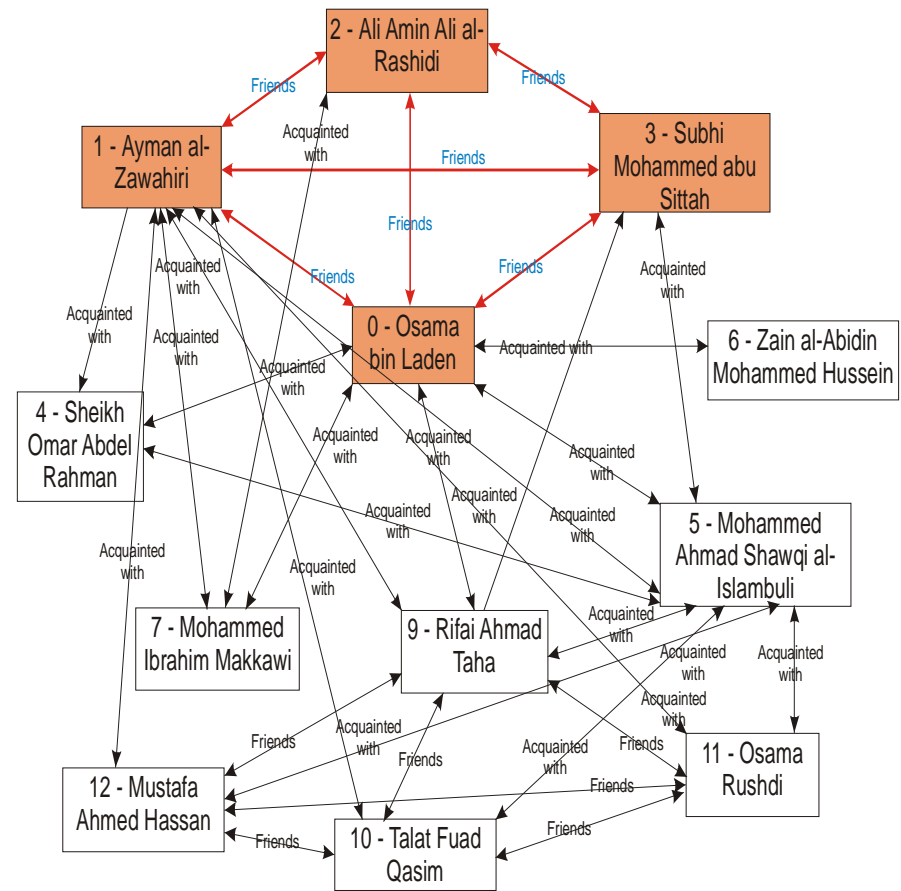 2 - Ali Amin Ali al-
Rashidi
Friends
Friends
Acquainted
with
1 - Ayman al-
Zawahiri
Friends
3 - Subhi
Mohammed abu
Sittah
Friends
Friends
Friends
Acquainted
with
Acquainted
with
Acquainted
with
0 - Osama
bin Laden
Acquainted with
6 - Zain al-Abidin
Mohammed Hussein
Acquainted
with
Acquainted
with
4 - Sheikh
Omar Abdel
Rahman
Acquainted
with
Acquainted
with
Acquainted
with
Acquainted
with
Acquainted
with
Acquainted
with
5 - Mohammed
Ahmad Shawqi al-
Islambuli
Acquainted
with
Acquainted
with
7 - Mohammed
Ibrahim Makkawi
9 - Rifai Ahmad
Taha
Acquainted
with
Acquainted
with
Acquainted
with
Acquainted
with
Acquainted
with
Friends
Friends
Acquainted
with
Friends
11 - Osama
Rushdi
12 - Mustafa
Ahmed Hassan
Friends
Friends
10 - Talat Fuad
Qasim
Friends